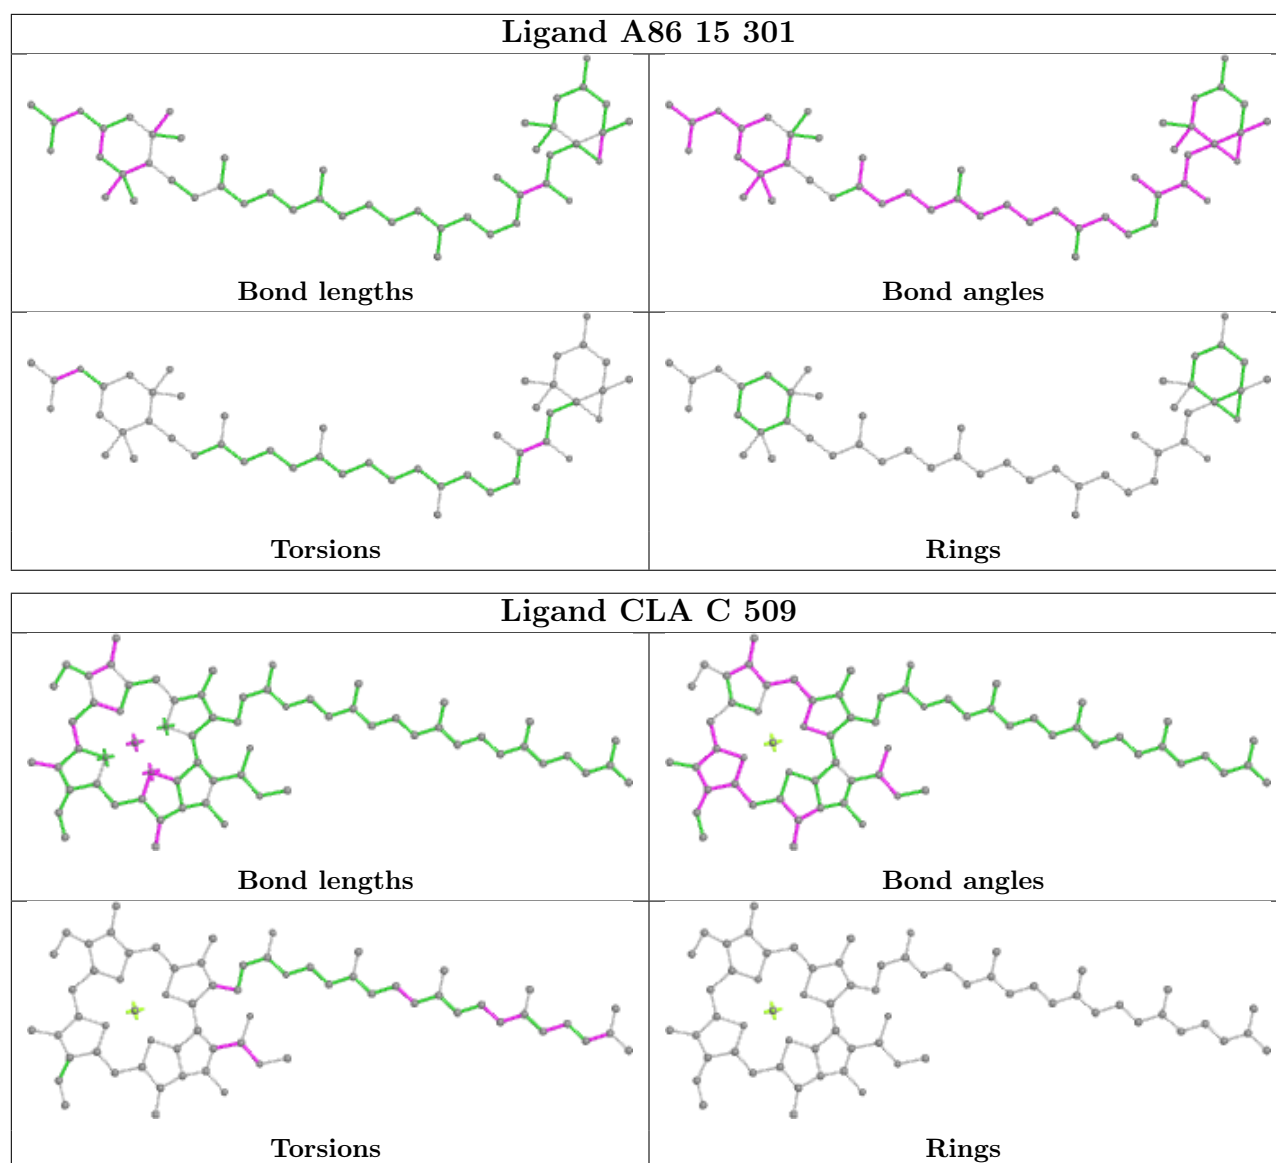 Ligand A86 15 301
Bond lengths
Bond angles
Torsions
Rings
Ligand CLA C 509
Bond lengths
Bond angles
Torsions
Rings